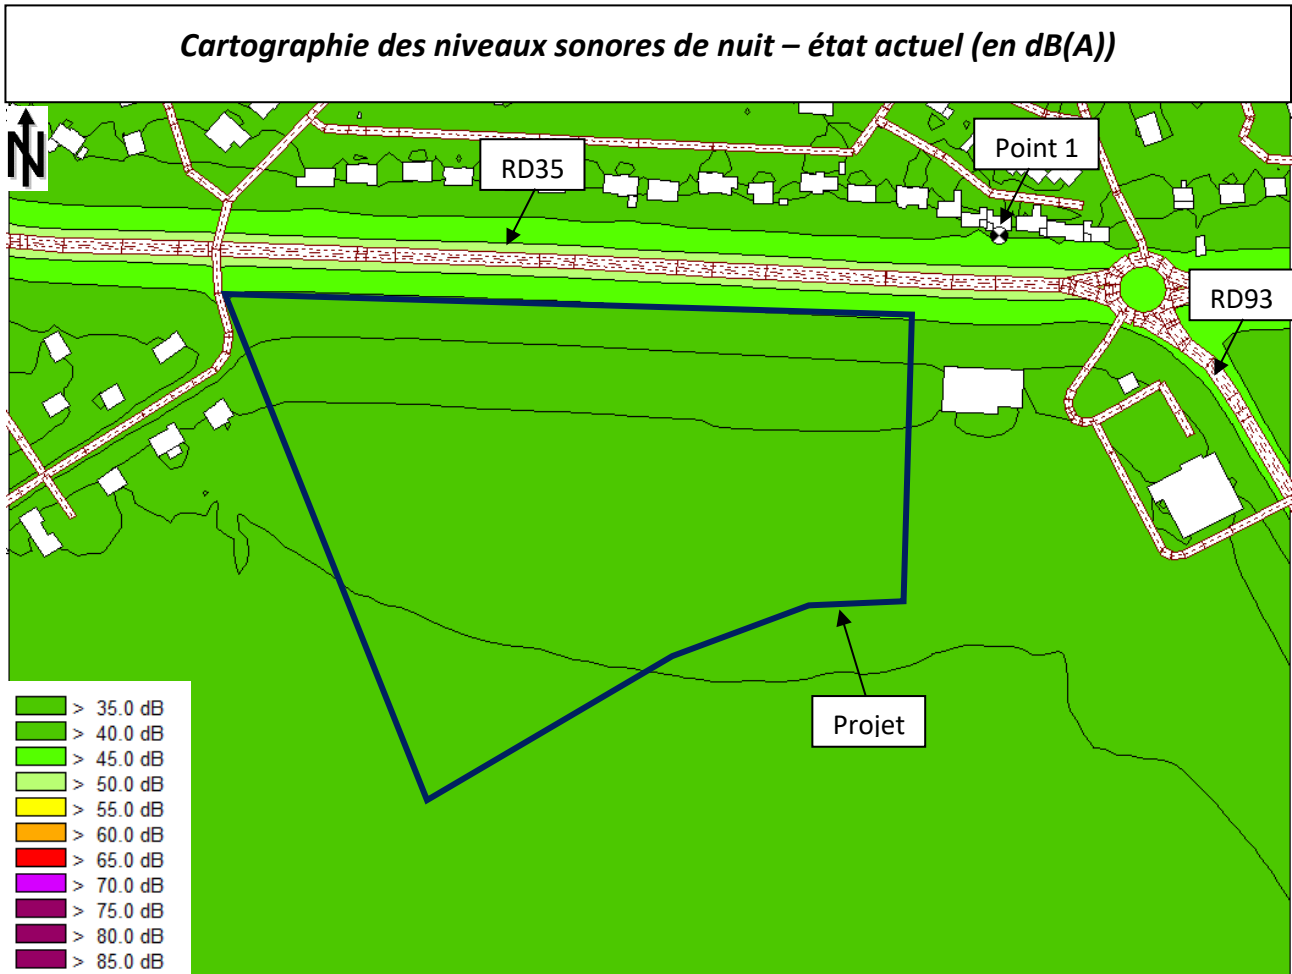 Cartographie des niveaux sonores de nuit – état actuel (en dB(A))
N
Point 1
RD35
RD93
Projet
> 35.0 dB
> 40.0 dB
> 45.0 dB
> 50.0 dB
> 55.0 dB
> 60.0 dB
> 65.0 dB
> 70.0 dB
> 75.0 dB
> 80.0 dB
> 85.0 dB